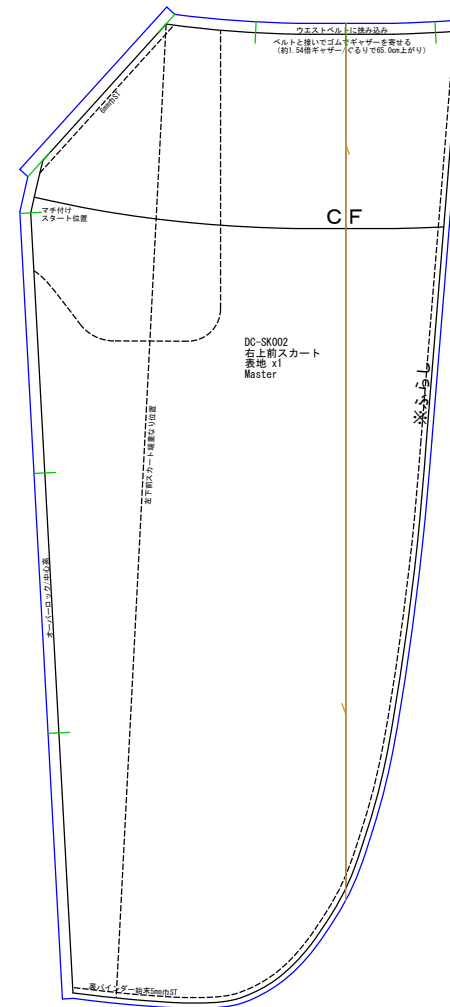 ウエストベルトに挟み込み
ベルトと接いでゴムでギャザーを寄せる
(約1.54倍ギャザー/ぐるりで65.0cm上がり)
6mm巾ST
マチ付け
スタート位置
CF
DC-SK002
右上前スカート
表地 x1
Master
※ふらし
左下前スカート端重なり位置
オーバーロック/中心高
裏バインダー始末5mm巾ST